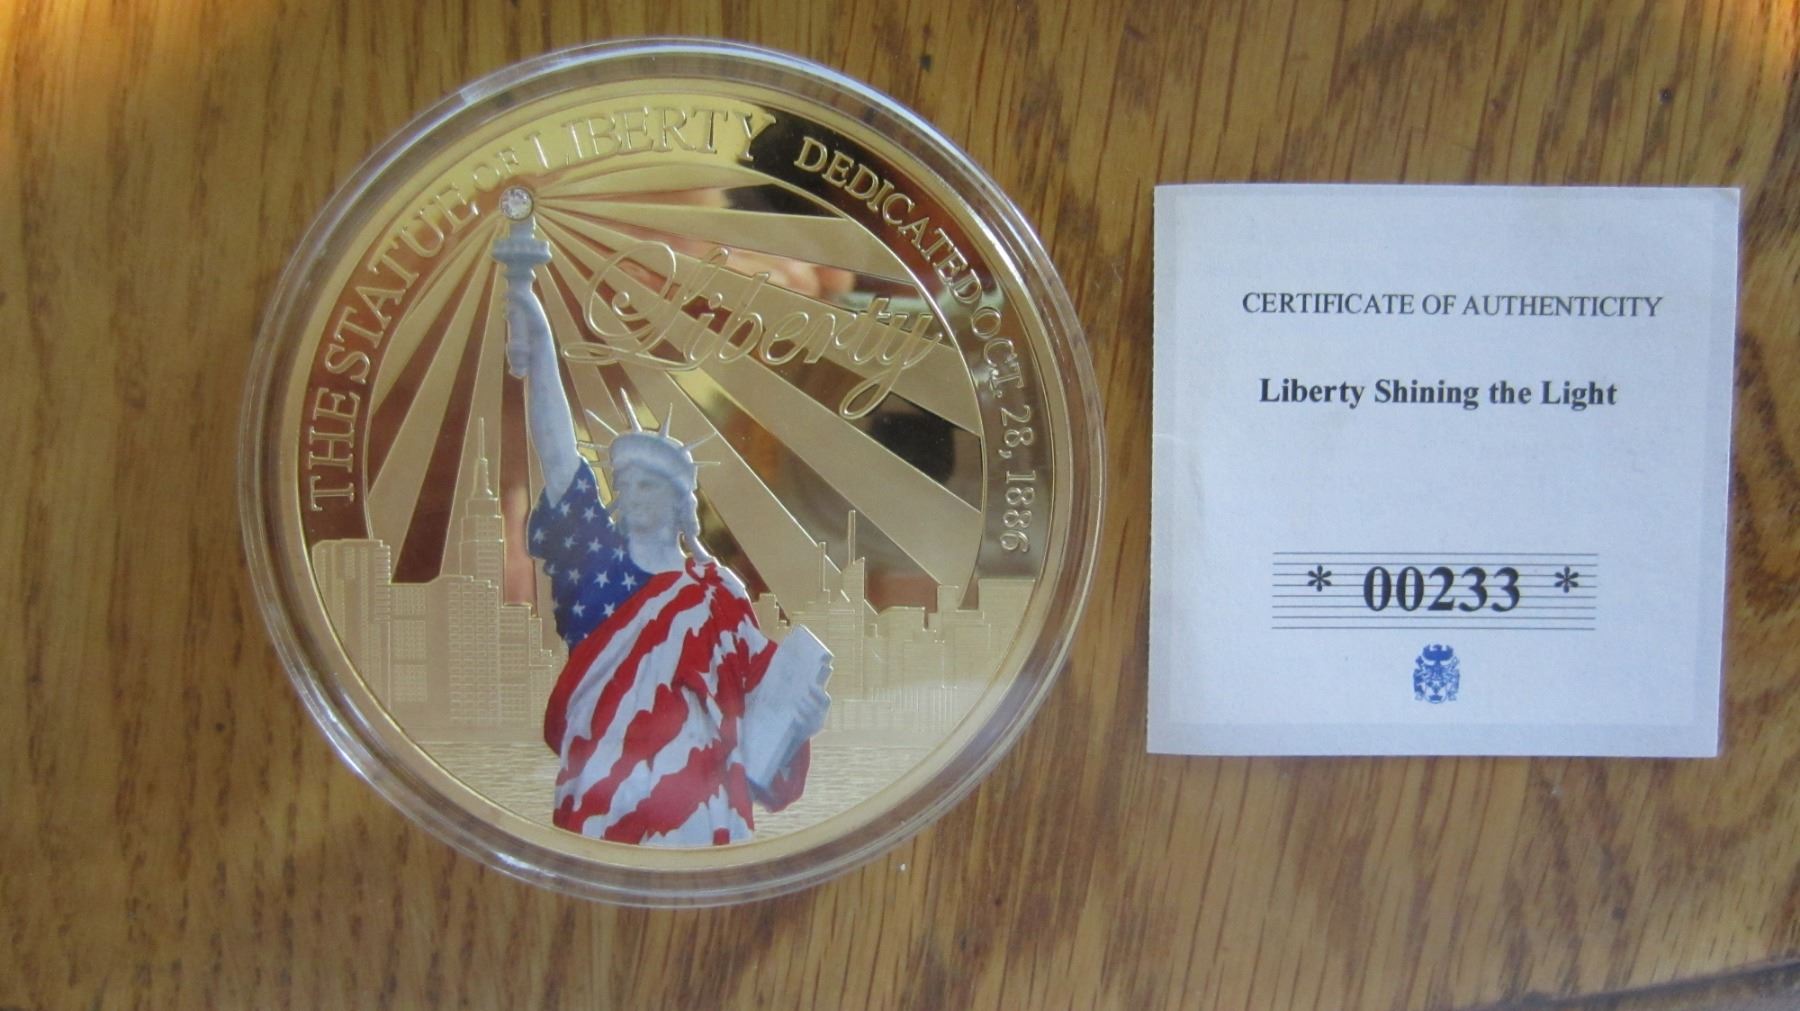 THE STATUE OF LIBERTY DEDICATED OCT. 28, 1886
Liberty
CERTIFICATE OF AUTHENTICITY
Liberty Shining the Light
* 00233 *